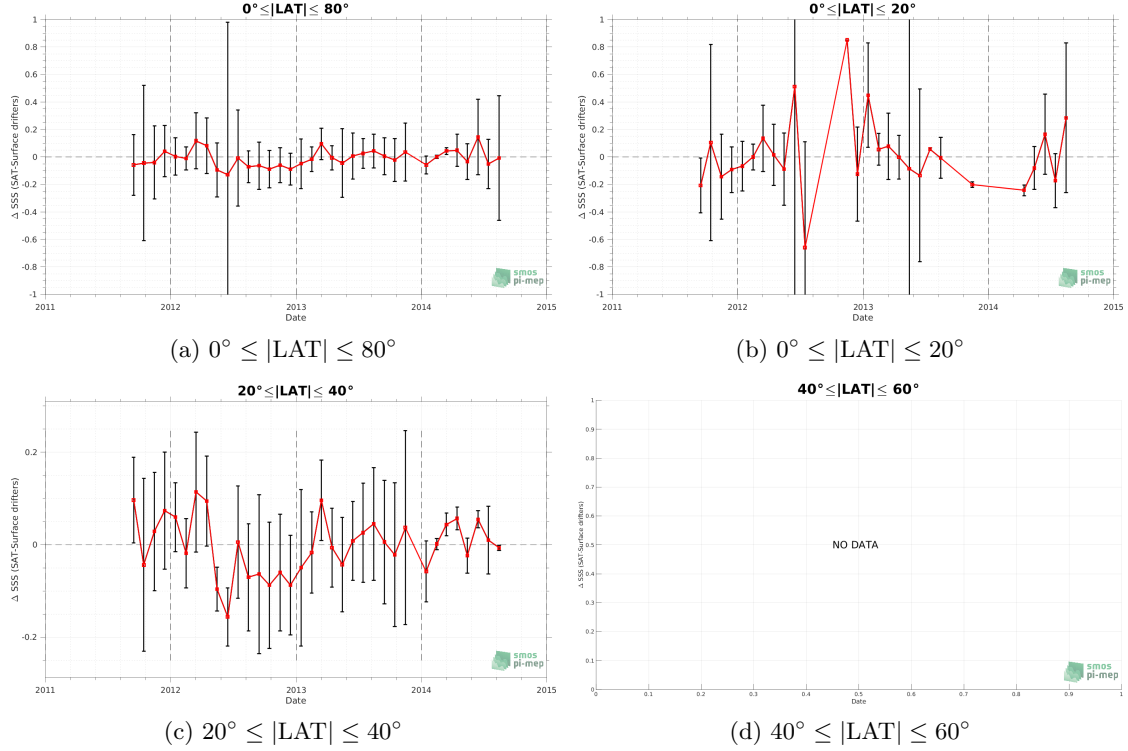 0°≤|LAT|≤ 80°
Δ SSS (SAT-Surface drifters)
1
0.8
0.6
0.4
0.2
0
-0.2
-0.4
-0.6
-0.8
-1
2011
2012
2013
2014
2015
Date
smos
pi-mep
(a) 0° ≤ |LAT| ≤ 80°
0°≤|LAT|≤ 20°
Δ SSS (SAT-Surface drifters)
1
0.8
0.6
0.4
0.2
0
-0.2
-0.4
-0.6
-0.8
-1
2011
2012
2013
2014
2015
Date
smos
pi-mep
(b) 0° ≤ |LAT| ≤ 20°
20°≤|LAT|≤ 40°
Δ SSS (SAT-Surface drifters)
0.2
0
-0.2
2011
2012
2013
2014
2015
Date
smos
pi-mep
(c) 20° ≤ |LAT| ≤ 40°
40°≤|LAT|≤ 60°
Δ SSS (SAT-Surface drifters)
1
0.9
0.8
0.7
0.6
0.5
0.4
0.3
0.2
0.1
0
NO DATA
0
0.1
0.2
0.3
0.4
0.5
0.6
0.7
0.8
0.9
1
Date
smos
pi-mep
(d) 40° ≤ |LAT| ≤ 60°